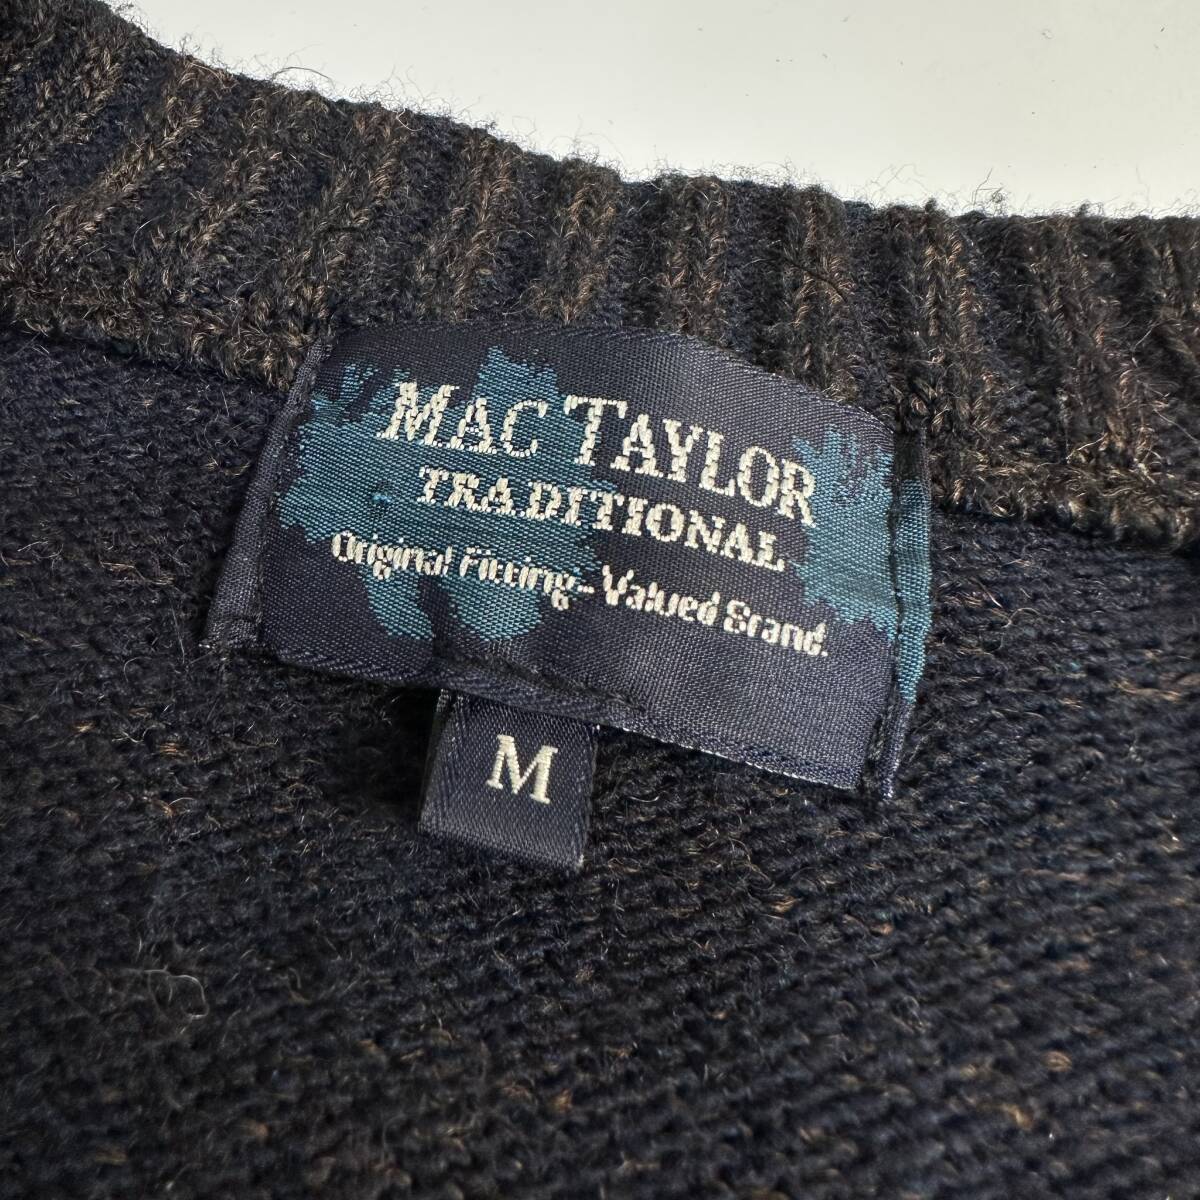 MAC TAYLOR
TRADITIONAL
Original Fitting-Valued Brand.
M